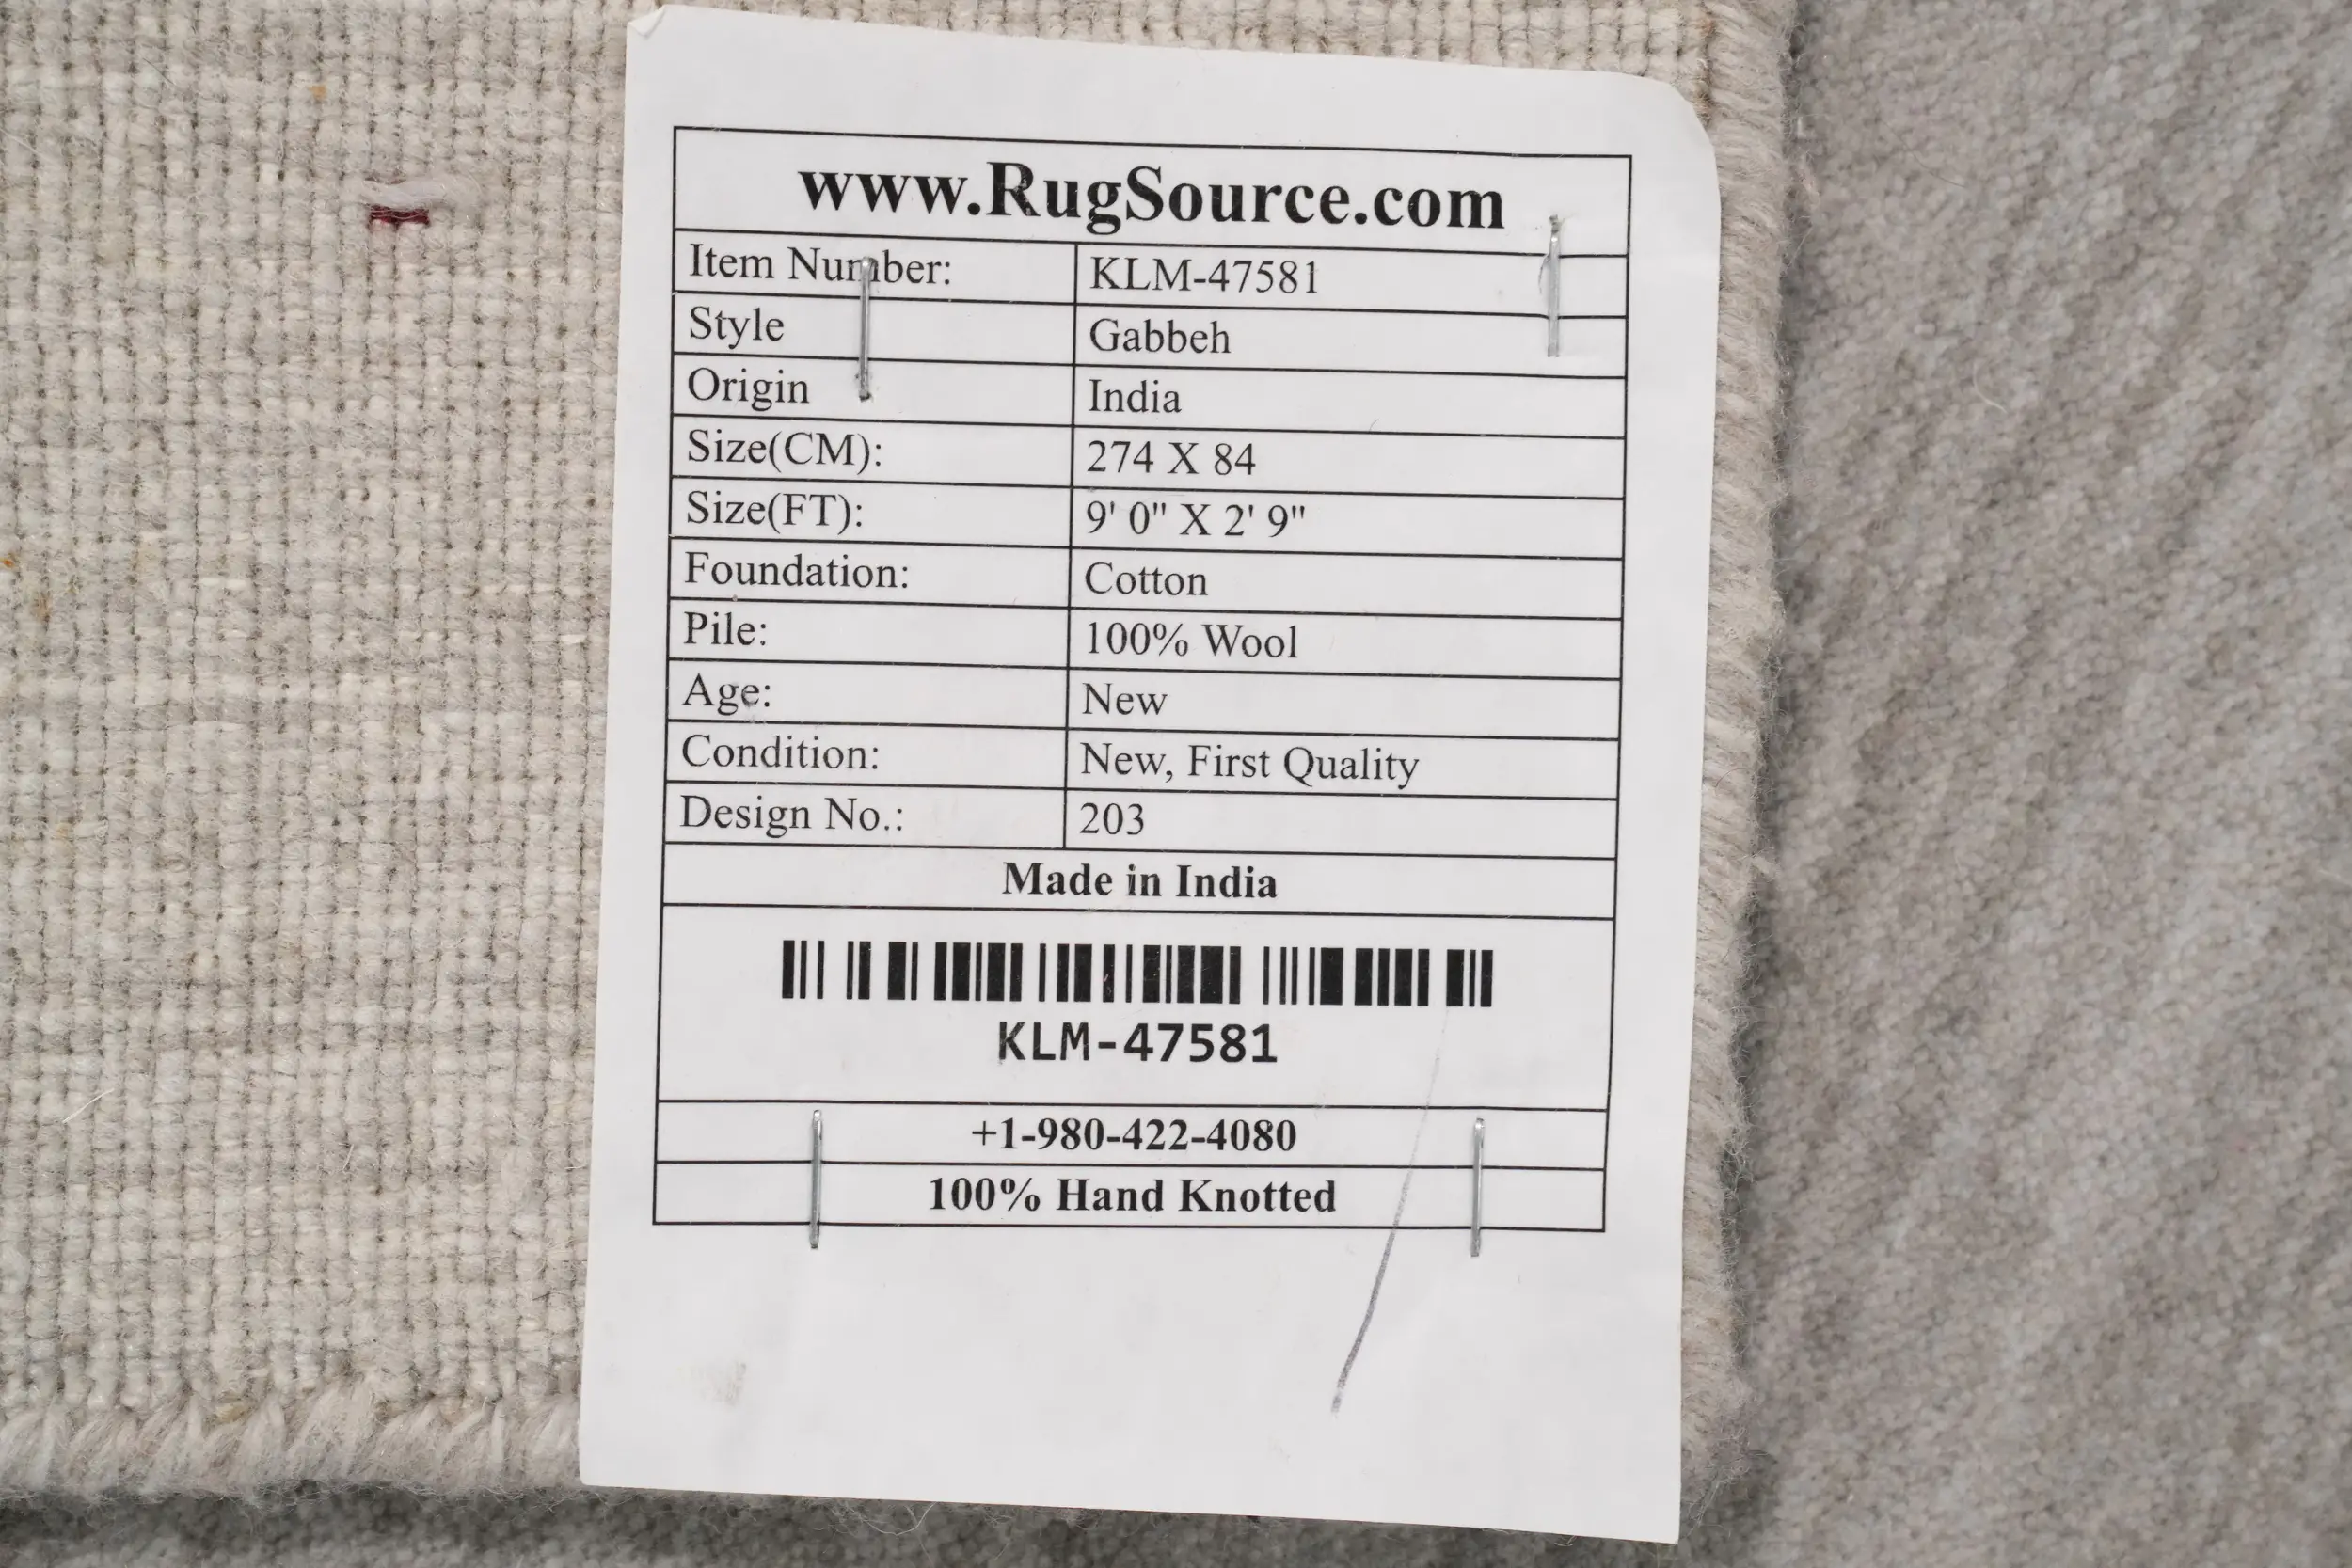 www.RugSource.com
Item Number: KLM-47581
Style Gabbeh
Origin India
Size(CM): 274 X 84
Size(FT): 9' 0" X 2' 9"
Foundation: Cotton
Pile: 100% Wool
Age: New
Condition: New, First Quality
Design No.: 203
Made in India
KLM-47581
+1-980-422-4080
100% Hand Knotted